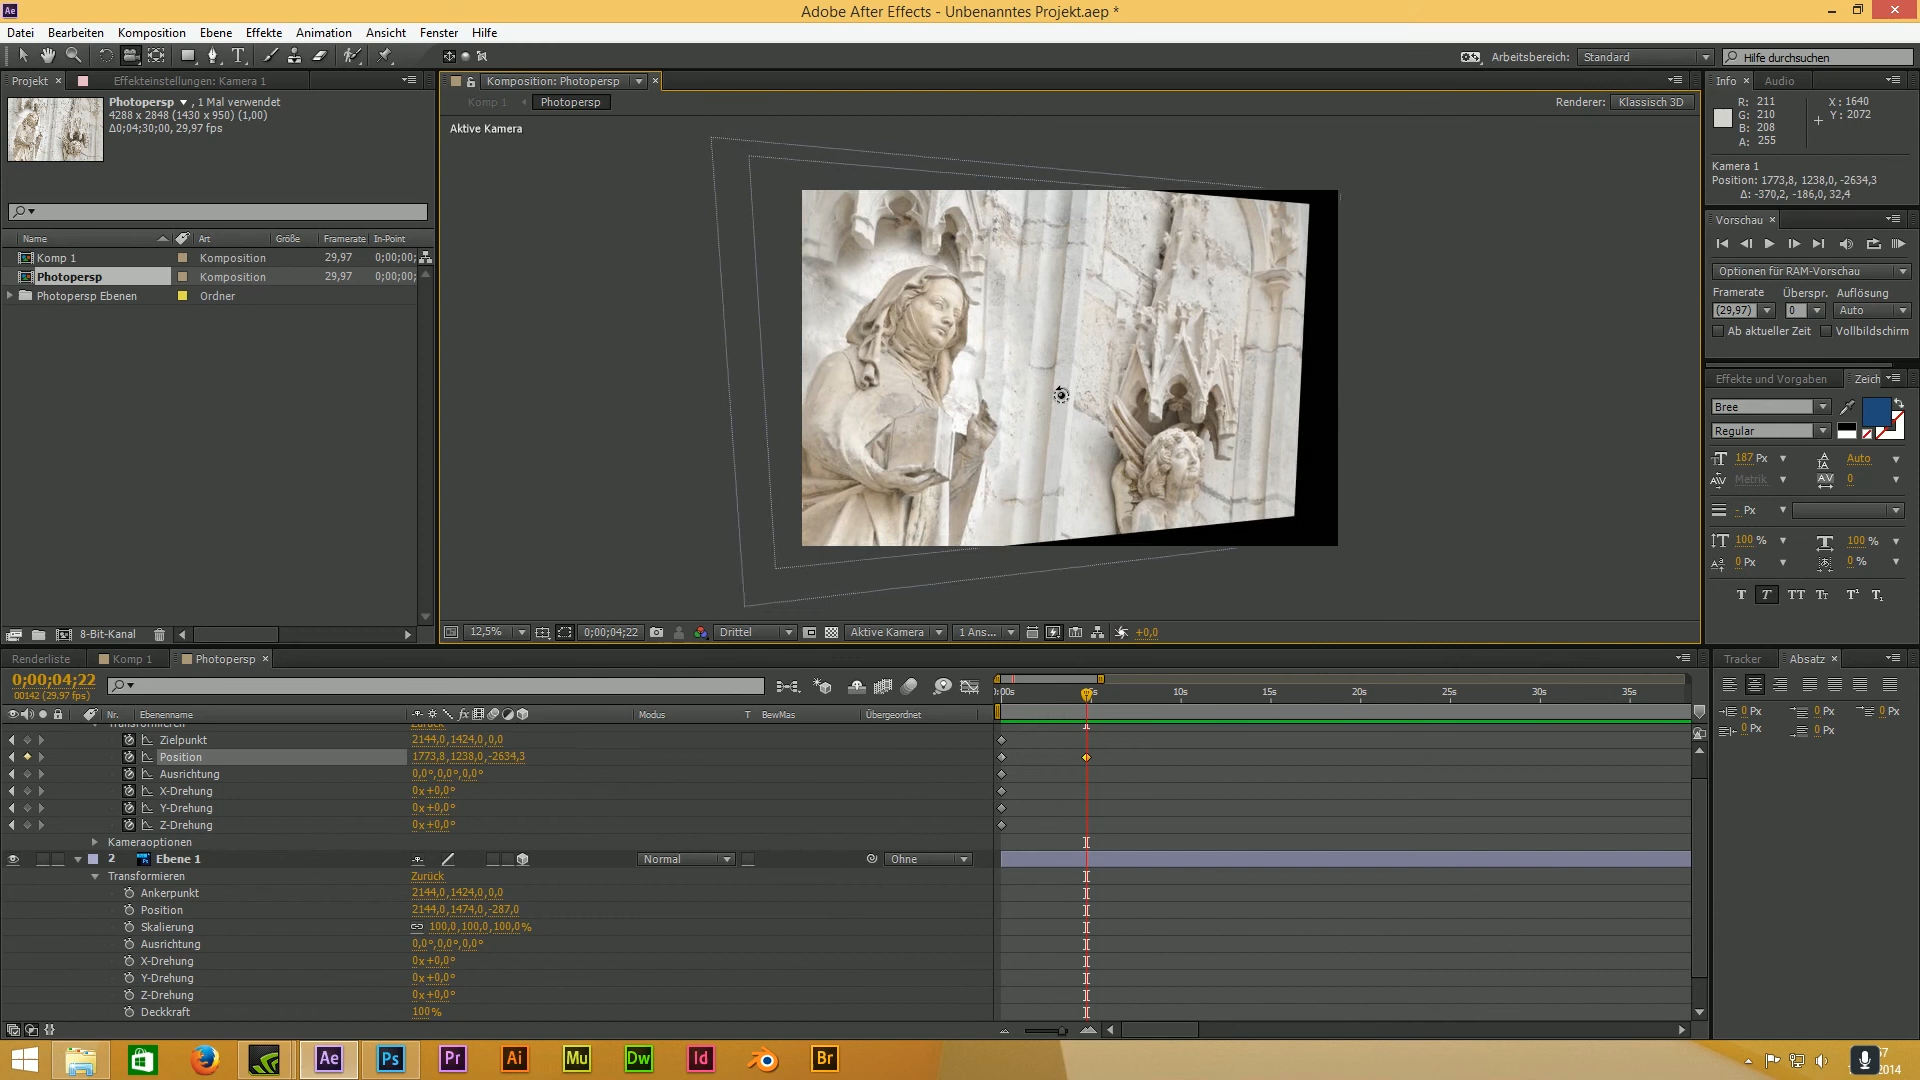 Adobe After Effects - Unbenanntes Projekt.aep *
Datei Bearbeiten Komposition Ebene Effekte Animation Ansicht Fenster Hilfe
Arbeitsbereich: Standard
Hilfe durchsuchen
Projekt × Effekteinstellungen: Kamera 1
Photopersp ▼ , 1 Mal verwendet
4288 x 2848 (1430 x 950) (1,00)
Δ0;04;30;00, 29,97 fps
Name Art Größe Framerate In-Point
Komp 1 Komposition 29,97 0;00;00;
Photopersp Komposition 29,97 0;00;00;
Photopersp Ebenen Ordner
8-Bit-Kanal
Komposition: Photopersp
Komp 1 Photopersp
Renderer: Klassisch 3D
Aktive Kamera
12,5% 0;00;04;22 Drittel Aktive Kamera 1 Ans... +0,0
Info × Audio
R: 211 X: 1640
G: 210 Y: 2072
B: 208
A: 255
Kamera 1
Position: 1773,8, 1238,0, -2634,3
Δ: -370,2, -186,0, 32,4
Vorschau ×
Optionen für RAM-Vorschau
Framerate Überspr. Auflösung
(29,97) 0 Auto
Ab aktueller Zeit Vollbildschirm
Effekte und Vorgaben Zeich
Bree
Regular
187 Px Auto
Metrik 0
- Px
100 % 100 %
0 Px 0 %
T T TT TT T¹ T₁
Renderliste Komp 1 Photopersp ×
0;00;04;22
00142 (29.97 fps)
0:00s 5s 10s 15s 20s 25s 30s 35s
Nr. Ebenenname fx Modus T BewMas Übergeordnet
Transformieren Zurück
Zielpunkt 2144,0,1424,0,0,0
Position 1773,8,1238,0,-2634,3
Ausrichtung 0,0°,0,0°,0,0°
X-Drehung 0x+0,0°
Y-Drehung 0x+0,0°
Z-Drehung 0x+0,0°
Kameraoptionen
2 Ebene 1 Normal Ohne
Transformieren Zurück
Ankerpunkt 2144,0,1424,0,0,0
Position 2144,0,1474,0,-287,0
Skalierung 100,0,100,0,100,0%
Ausrichtung 0,0°,0,0°,0,0°
X-Drehung 0x+0,0°
Y-Drehung 0x+0,0°
Z-Drehung 0x+0,0°
Deckkraft 100%
Tracker Absatz ×
0 Px 0 Px 0 Px
0 Px 0 Px
Ae Ps Pr Ai Mu Dw Id Br
2014